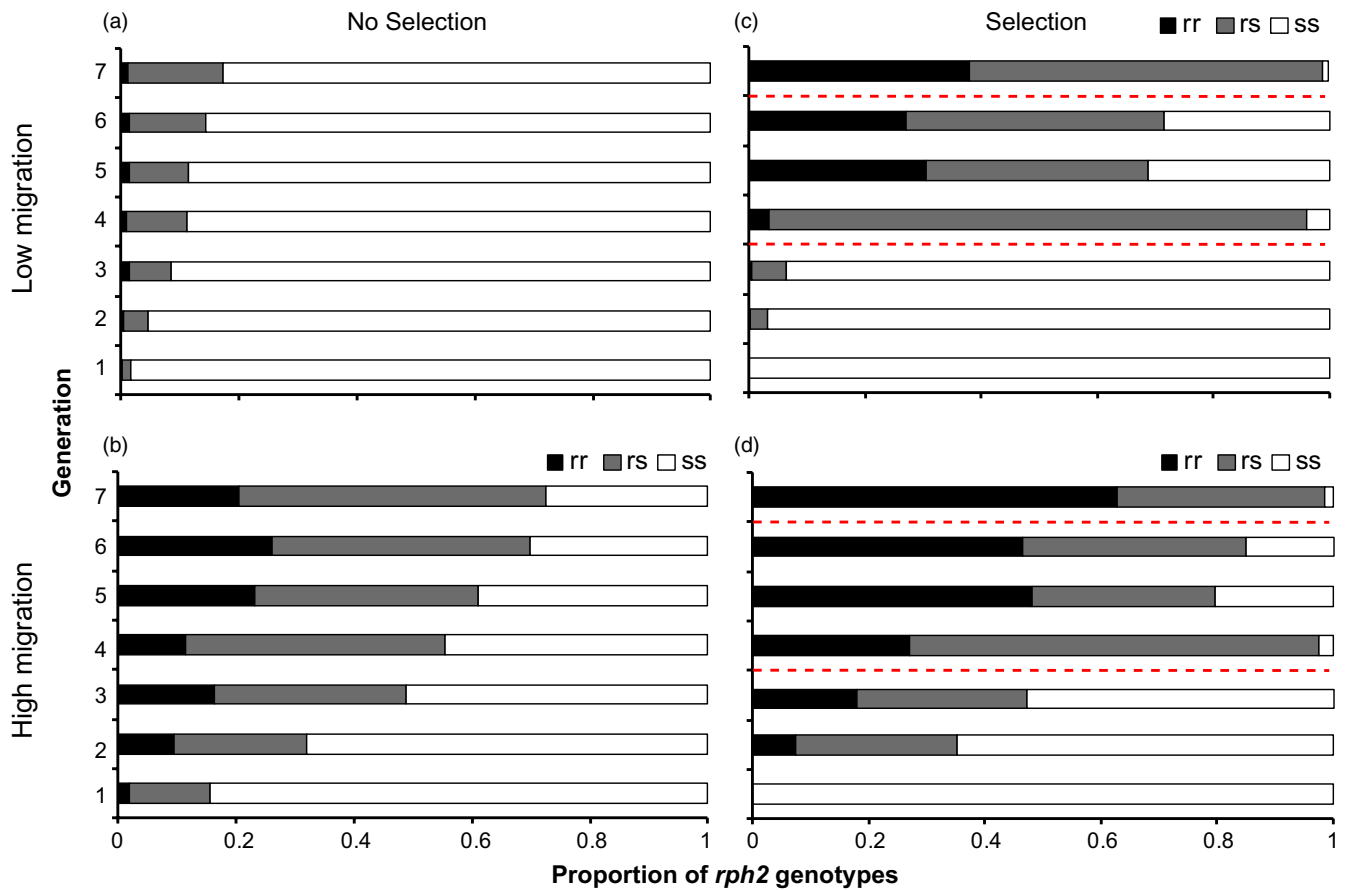 (a) No Selection
(c) Selection
rr rs ss
7
6
5
4
3
2
1
Low migration
Generation
(b)
rr rs ss
(d)
rr rs ss
7
6
5
4
3
2
1
High migration
0 0.2 0.4 0.6 0.8 1
0 0.2 0.4 0.6 0.8 1
Proportion of rph2 genotypes